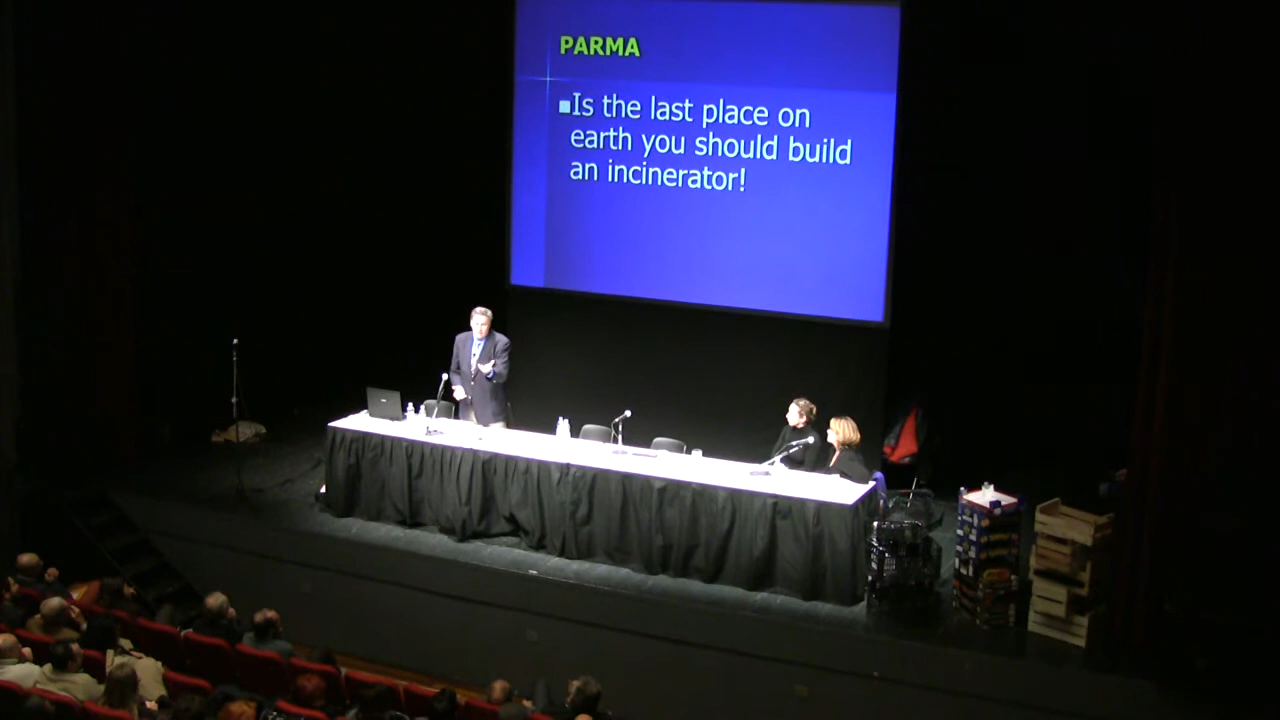 PARMA
■Is the last place on
earth you should build
an incinerator!